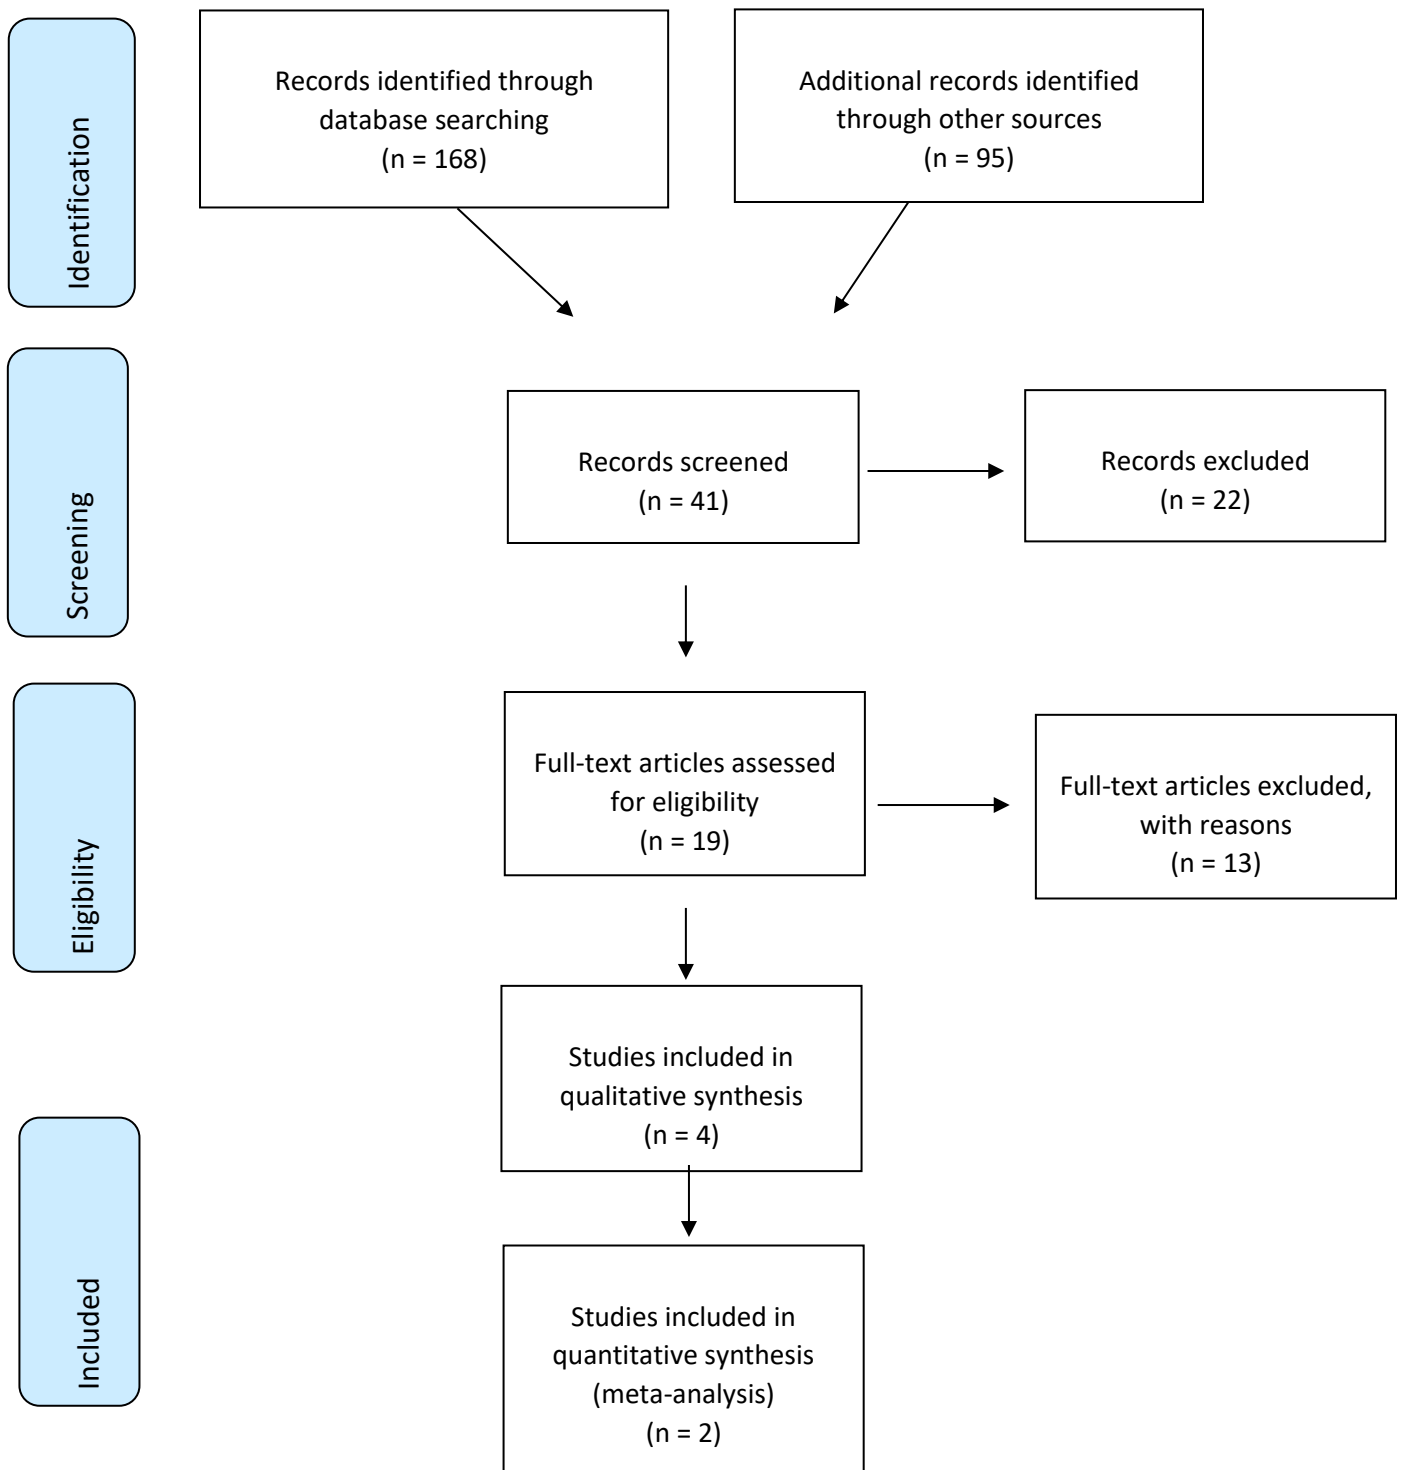 Identification
Records identified through
database searching
(n = 168)
Additional records identified
through other sources
(n = 95)
Screening
Records screened
(n = 41)
Records excluded
(n = 22)
Eligibility
Full-text articles assessed
for eligibility
(n = 19)
Full-text articles excluded,
with reasons
(n = 13)
Studies included in
qualitative synthesis
(n = 4)
Included
Studies included in
quantitative synthesis
(meta-analysis)
(n = 2)